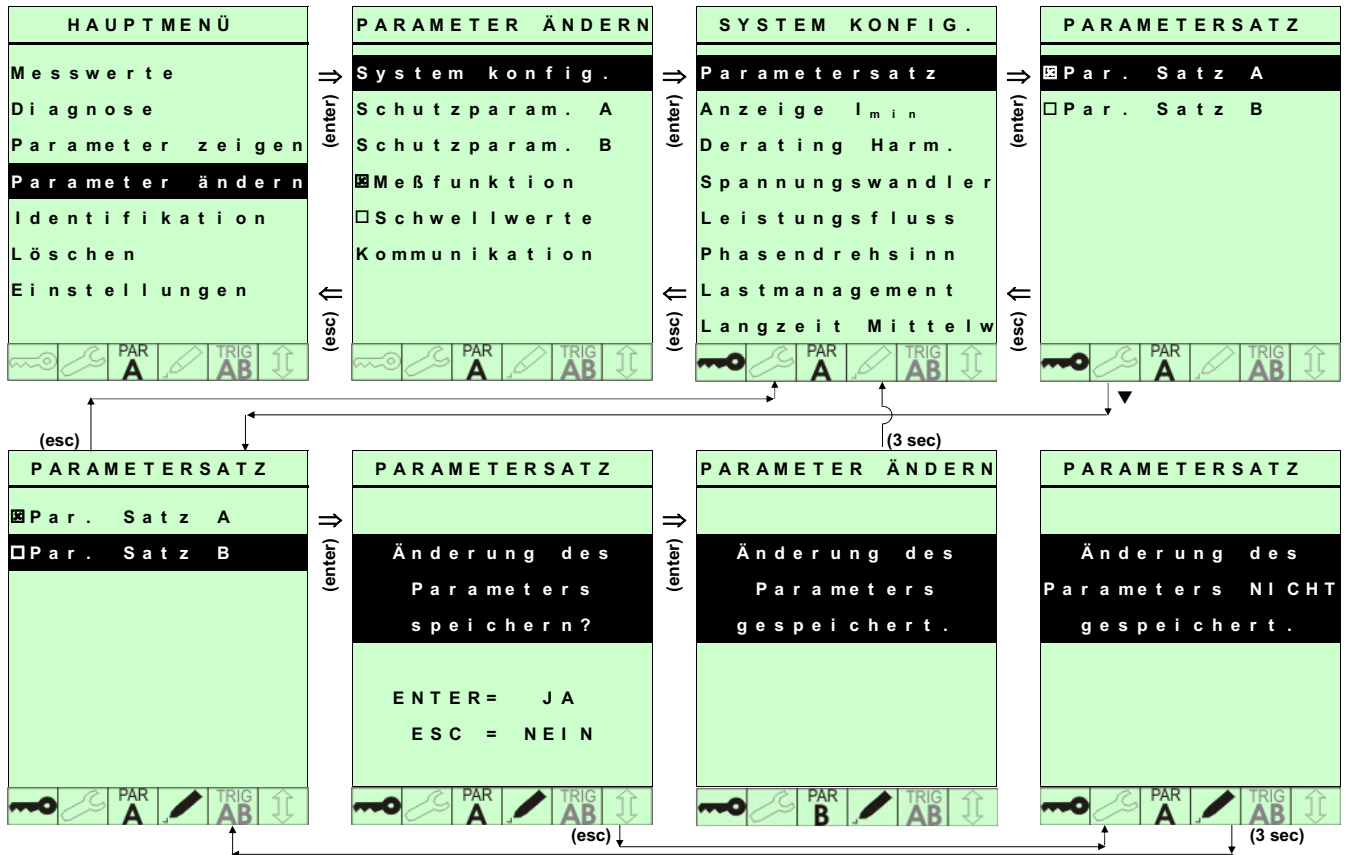 HAUPTMENÜ
Messwerte
Diagnose
Parameter zeigen
Parameter ändern
Identifikation
Löschen
Einstellungen
PAR
A
TRIG
AB
⇒
(enter)
⇐
(esc)
PARAMETER ÄNDERN
System konfig.
Schutzparam. A
Schutzparam. B
☒Meßfunktion
☐Schwellwerte
Kommunikation
PAR
A
TRIG
AB
⇒
(enter)
⇐
(esc)
SYSTEM KONFIG.
Parametersatz
Anzeige Imin
Derating Harm.
Spannungswandler
Leistungsfluss
Phasendrehsinn
Lastmanagement
Langzeit Mittelw
PAR
A
TRIG
AB
⇒
(enter)
⇐
(esc)
PARAMETERSATZ
☒Par. Satz A
☐Par. Satz B
PAR
A
TRIG
AB
▼
(esc)
(3 sec)
PARAMETERSATZ
☒Par. Satz A
☐Par. Satz B
PAR
A
TRIG
AB
⇒
(enter)
PARAMETERSATZ
Änderung des
Parameters
speichern?
ENTER= JA
ESC = NEIN
PAR
A
TRIG
AB
(esc)
⇒
(enter)
PARAMETER ÄNDERN
Änderung des
Parameters
gespeichert.
PAR
B
TRIG
AB
PARAMETERSATZ
Änderung des
Parameters NICHT
gespeichert.
PAR
A
TRIG
AB
(3 sec)